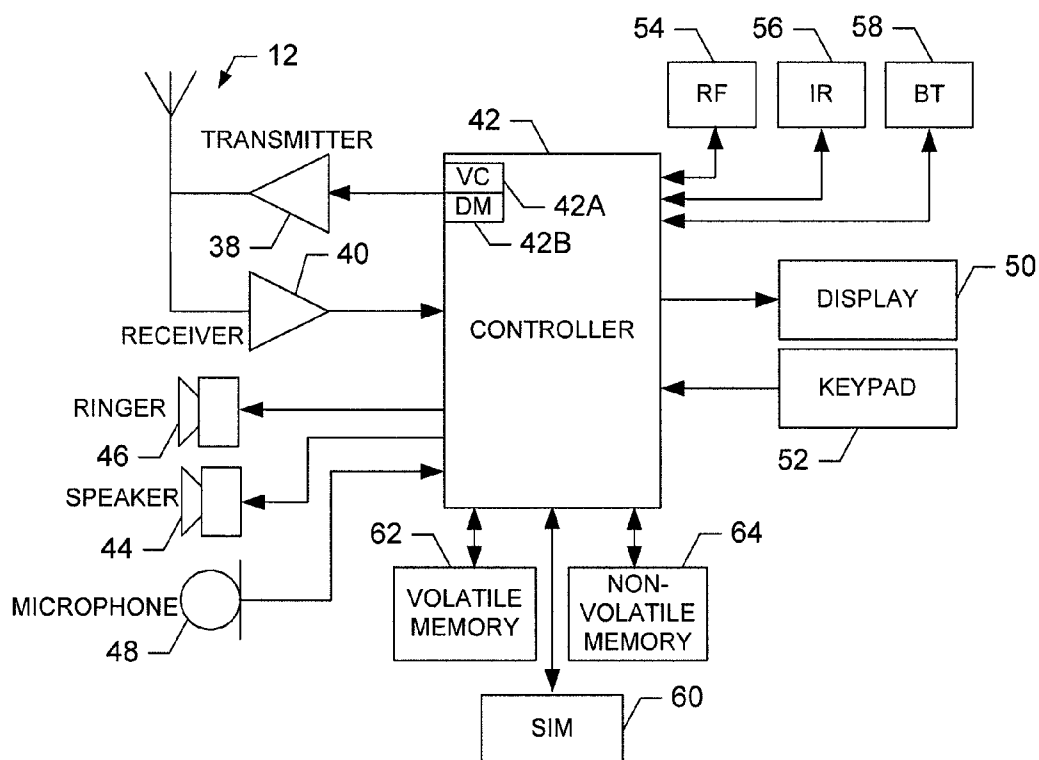 54
56
58
12
RF
IR
BT
TRANSMITTER
42
VC
DM
42A
42B
38
40
50
DISPLAY
RECEIVER
CONTROLLER
KEYPAD
RINGER
46
52
SPEAKER
44
62
64
MICROPHONE
48
VOLATILE
MEMORY
NON-
VOLATILE
MEMORY
SIM
60